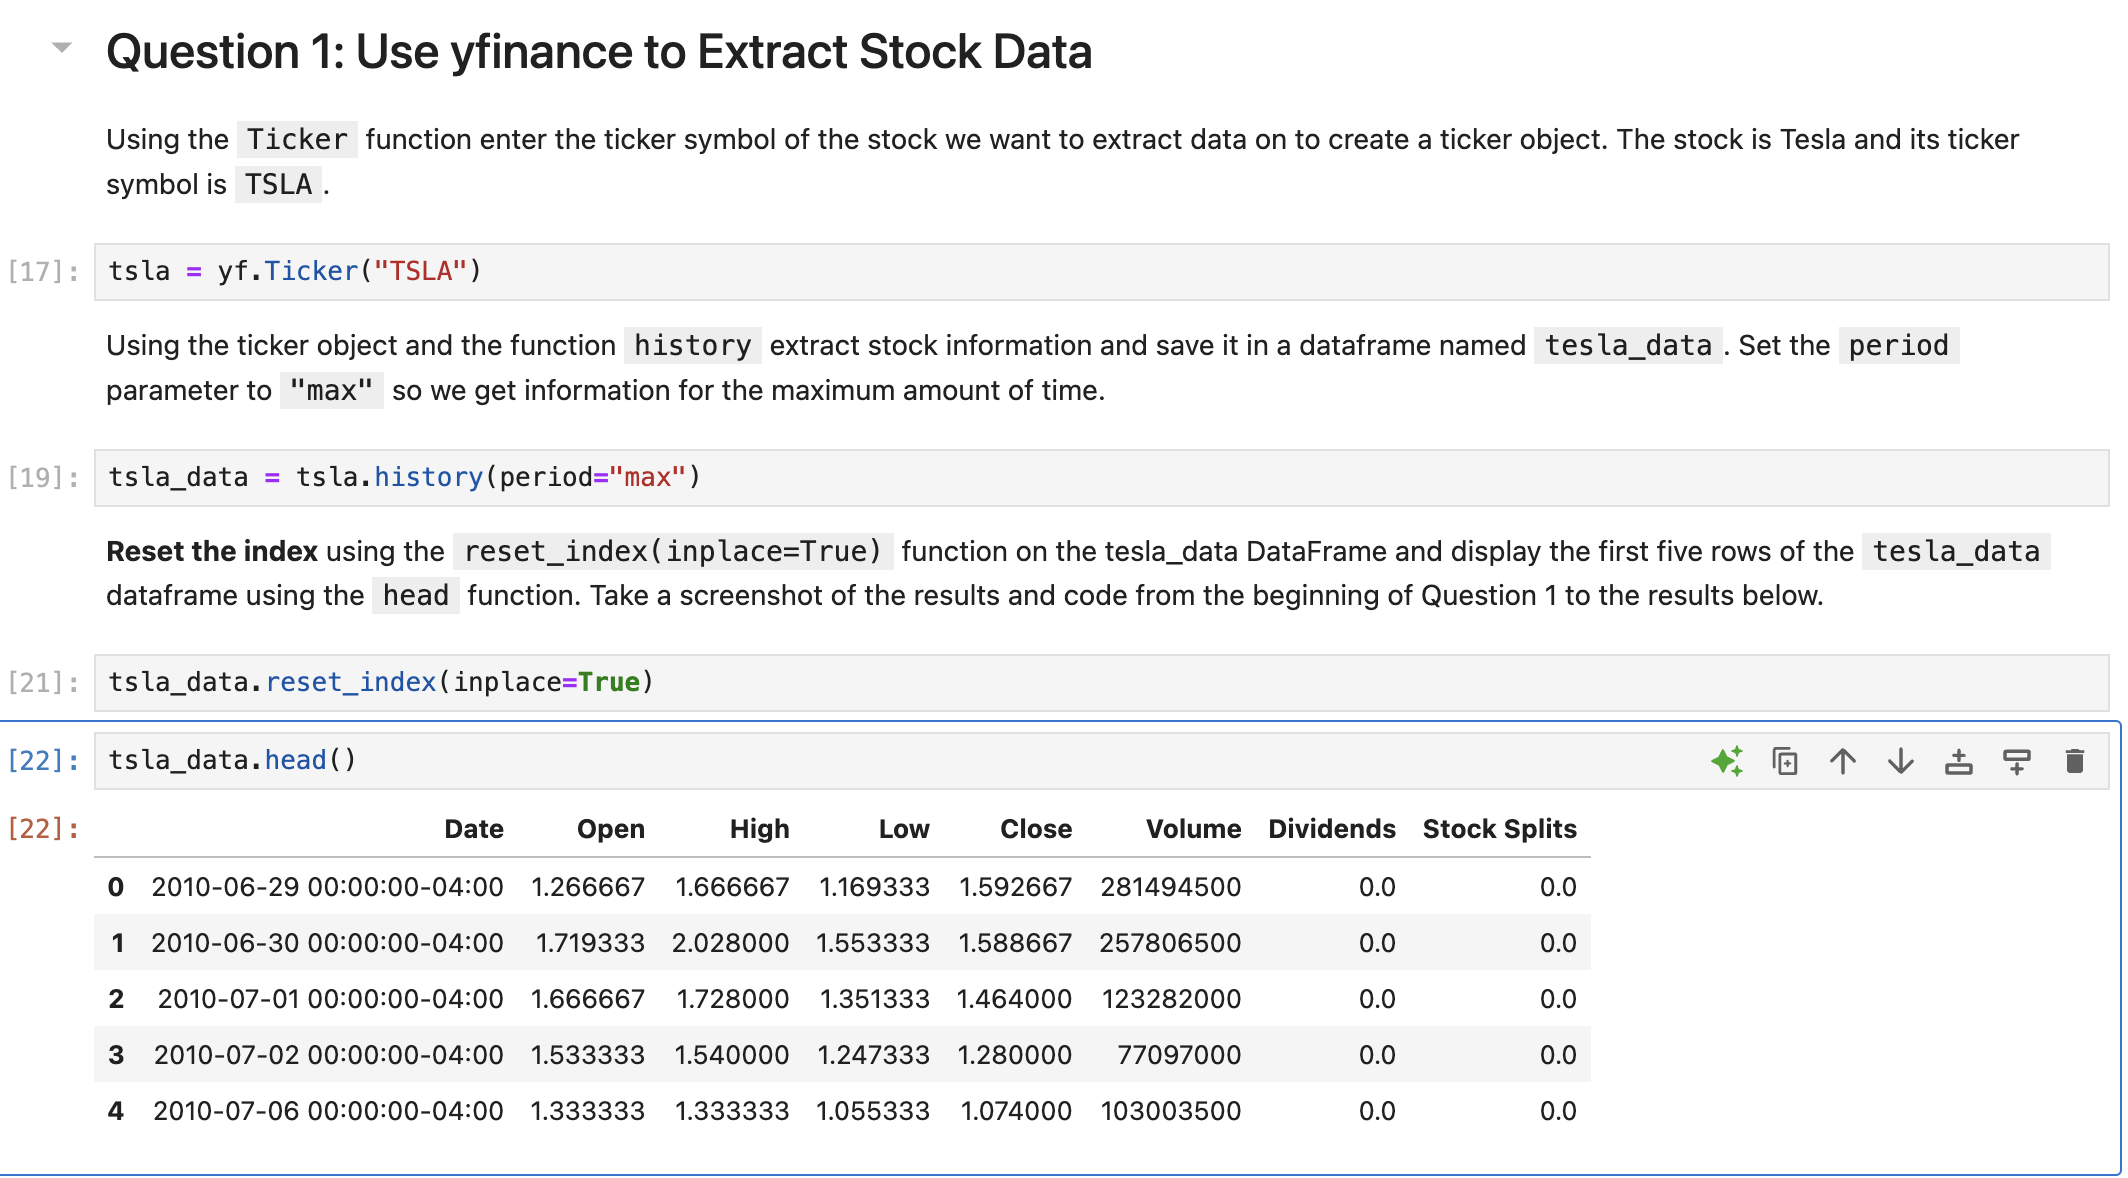 Question 1: Use yfinance to Extract Stock Data
Using the Ticker function enter the ticker symbol of the stock we want to extract data on to create a ticker object. The stock is Tesla and its ticker
symbol is TSLA .
[17]: tsla = yf.Ticker("TSLA")
Using the ticker object and the function history extract stock information and save it in a dataframe named tesla_data . Set the period
parameter to "max" so we get information for the maximum amount of time.
[19]: tsla_data = tsla.history(period="max")
Reset the index using the reset_index(inplace=True) function on the tesla_data DataFrame and display the first five rows of the tesla_data
dataframe using the head function. Take a screenshot of the results and code from the beginning of Question 1 to the results below.
[21]: tsla_data.reset_index(inplace=True)
[22]: tsla_data.head()
[22]: Date Open High Low Close Volume Dividends Stock Splits
0 2010-06-29 00:00:00-04:00 1.266667 1.666667 1.169333 1.592667 281494500 0.0 0.0
1 2010-06-30 00:00:00-04:00 1.719333 2.028000 1.553333 1.588667 257806500 0.0 0.0
2 2010-07-01 00:00:00-04:00 1.666667 1.728000 1.351333 1.464000 123282000 0.0 0.0
3 2010-07-02 00:00:00-04:00 1.533333 1.540000 1.247333 1.280000 77097000 0.0 0.0
4 2010-07-06 00:00:00-04:00 1.333333 1.333333 1.055333 1.074000 103003500 0.0 0.0